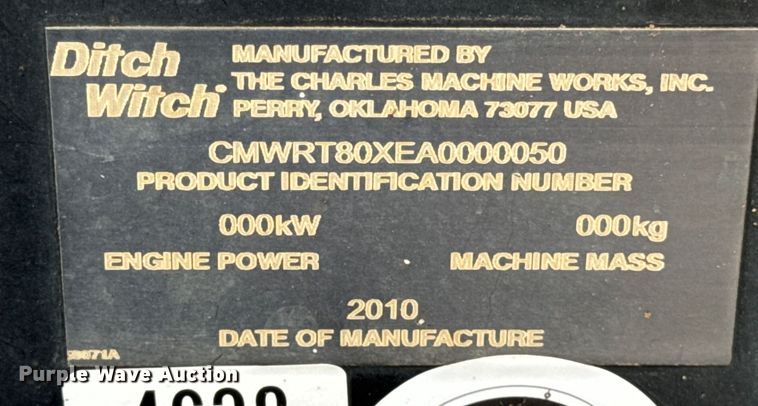 Ditch Witch
MANUFACTURED BY
THE CHARLES MACHINE WORKS, INC.
PERRY, OKLAHOMA 73077 USA
CMWRT80XEA0000050
PRODUCT IDENTIFICATION NUMBER
000kW 000kg
ENGINE POWER MACHINE MASS
2010
DATE OF MANUFACTURE
Purple Wave Auction